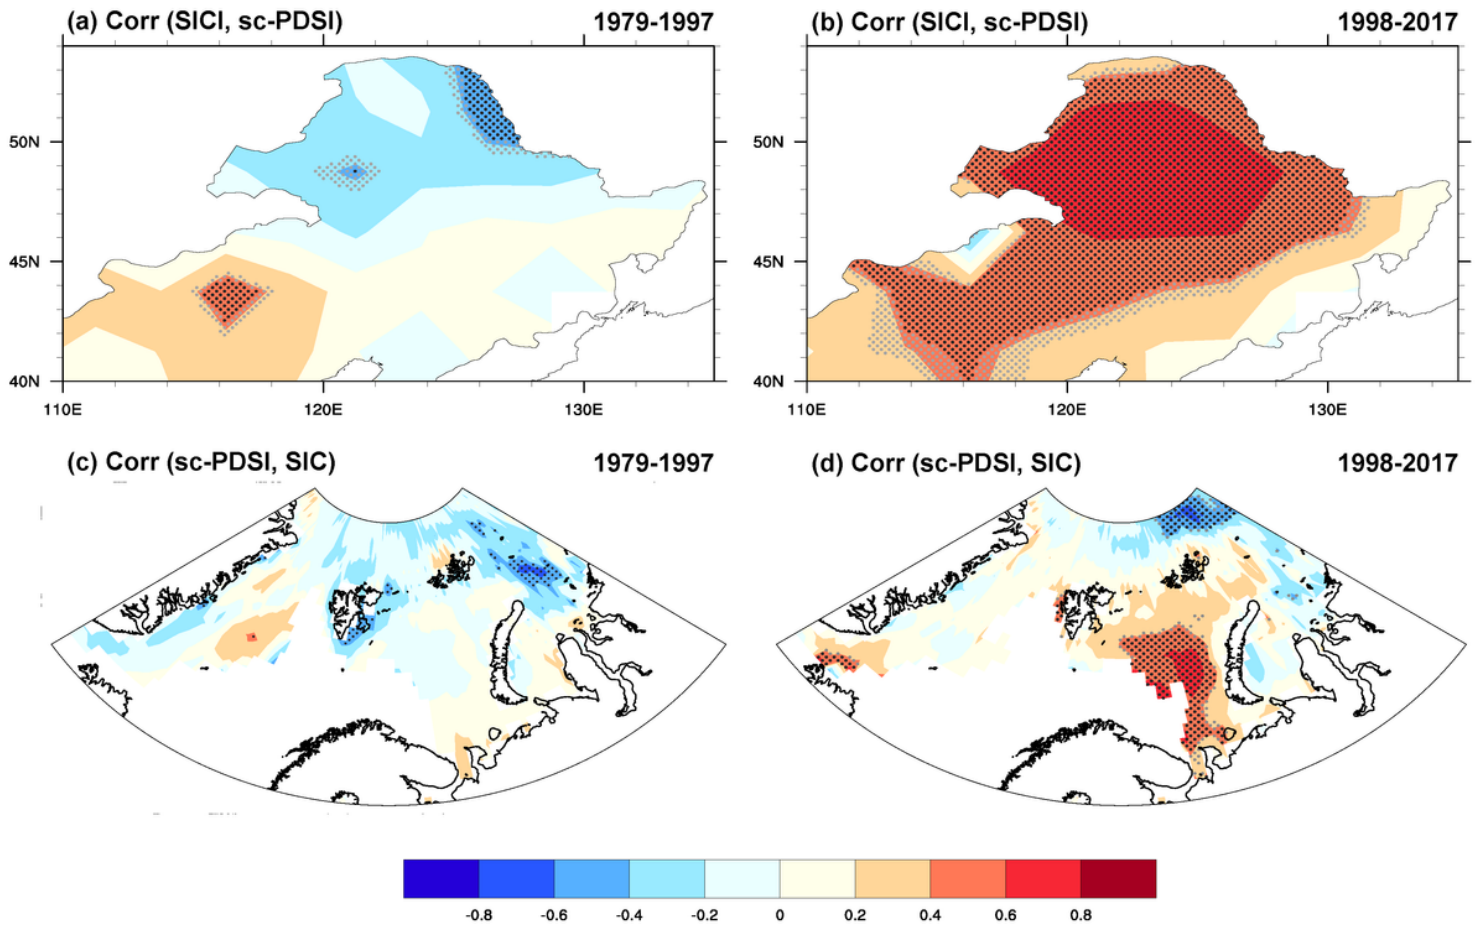 (a) Corr (SICI, sc-PDSI) 1979-1997
(b) Corr (SICI, sc-PDSI) 1998-2017
50N
45N
40N
110E 120E 130E
50N
45N
40N
110E 120E 130E
(c) Corr (sc-PDSI, SIC) 1979-1997
(d) Corr (sc-PDSI, SIC) 1998-2017
-0.8 -0.6 -0.4 -0.2 0 0.2 0.4 0.6 0.8